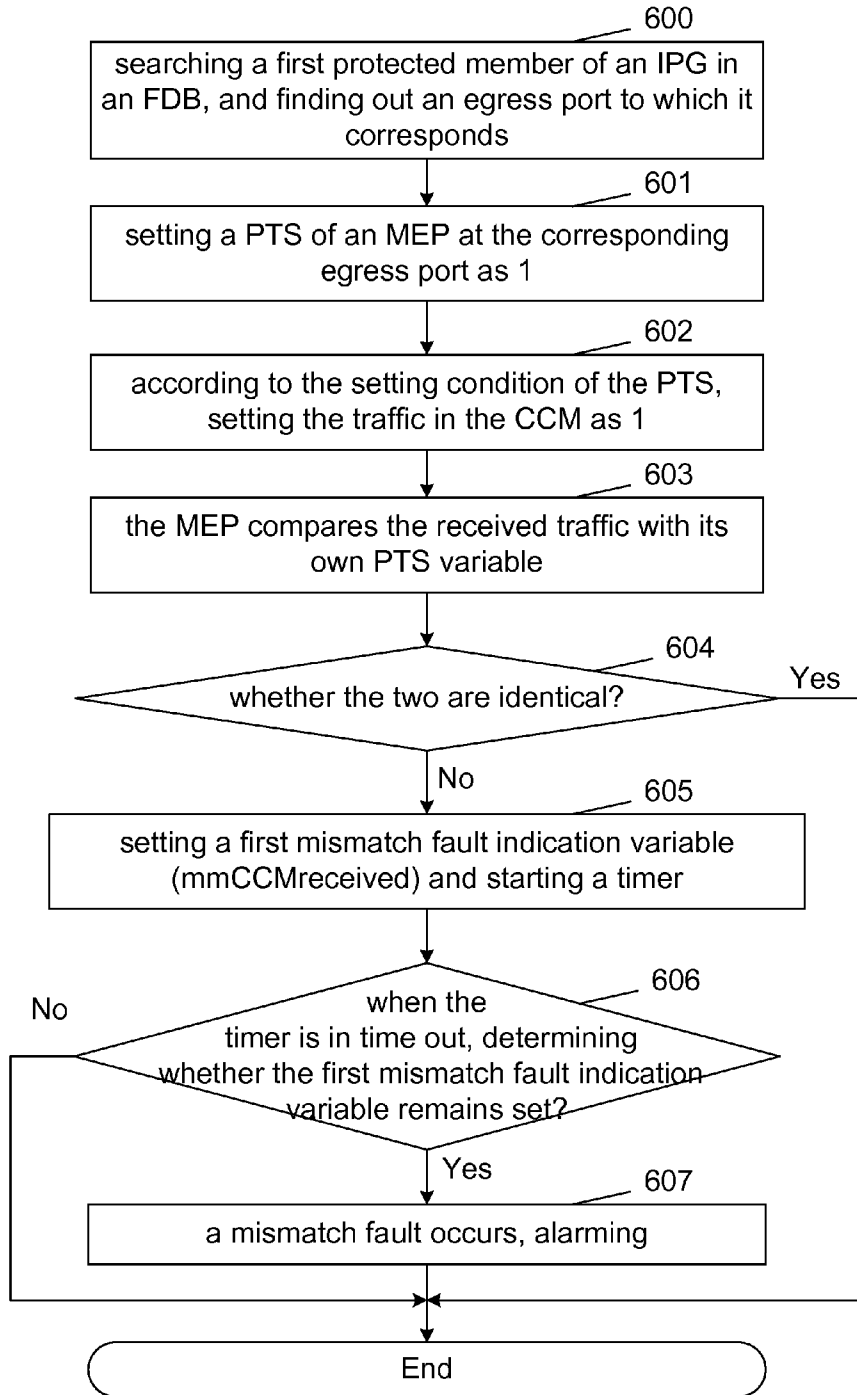 600
searching a first protected member of an IPG in
an FDB, and finding out an egress port to which it
corresponds
601
setting a PTS of an MEP at the corresponding
egress port as 1
602
according to the setting condition of the PTS,
setting the traffic in the CCM as 1
603
the MEP compares the received traffic with its
own PTS variable
604
whether the two are identical?
Yes
No
605
setting a first mismatch fault indication variable
(mmCCMreceived) and starting a timer
606
No
when the
timer is in time out, determining
whether the first mismatch fault indication
variable remains set?
Yes
607
a mismatch fault occurs, alarming
End